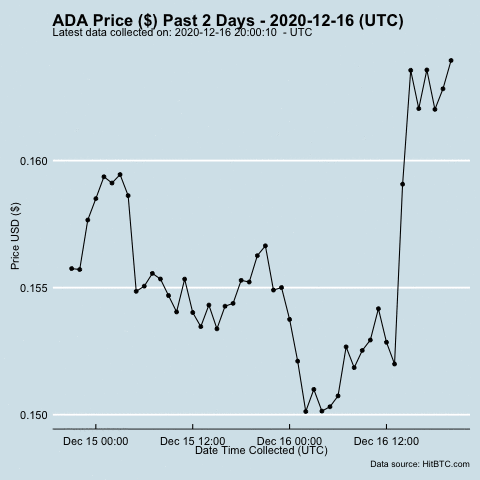 ADA Price ($) Past 2 Days - 2020-12-16 (UTC)
Latest data collected on: 2020-12-16 20:00:10  - UTC
0.160
0.155
0.150
Price USD ($)
Dec 15 00:00 Dec 15 12:00 Dec 16 00:00 Dec 16 12:00
Date Time Collected (UTC)
Data source: HitBTC.com